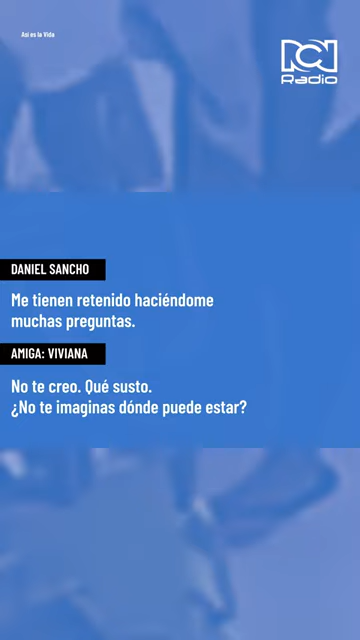 Así es la Vida
RCN
Radio
DANIEL SANCHO
Me tienen retenido haciéndome
muchas preguntas.
AMIGA: VIVIANA
No te creo. Qué susto.
¿No te imaginas dónde puede estar?